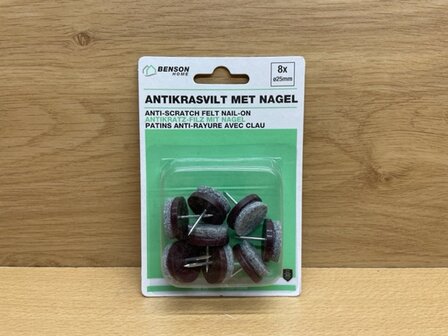 BENSON
HOME
8x
ø25mm
ANTIKRASVILT MET NAGEL
ANTI-SCRATCH FELT NAIL-ON
ANTIKRATZ-FILZ MIT NAGEL
PATINS ANTI-RAYURE AVEC CLAU